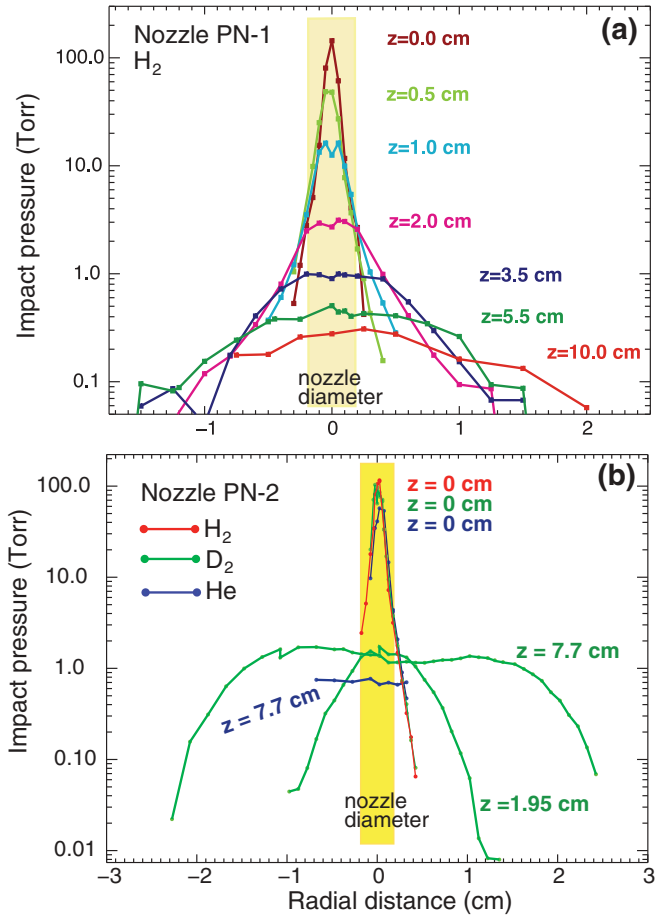 Nozzle PN-1
H₂
(a)
z=0.0 cm
z=0.5 cm
z=1.0 cm
z=2.0 cm
z=3.5 cm
z=5.5 cm
z=10.0 cm
nozzle
diameter
Impact pressure (Torr)
100.0
10.0
1.0
0.1
−1
0
1
2
Nozzle PN-2
H₂
D₂
He
(b)
z = 0 cm
z = 0 cm
z = 0 cm
z = 7.7 cm
z = 7.7 cm
z =1.95cm
nozzle
diameter
Impact pressure (Torr)
100.0
10.0
1.0
0.10
0.01
−3
−2
−1
0
1
2
3
Radial distance (cm)